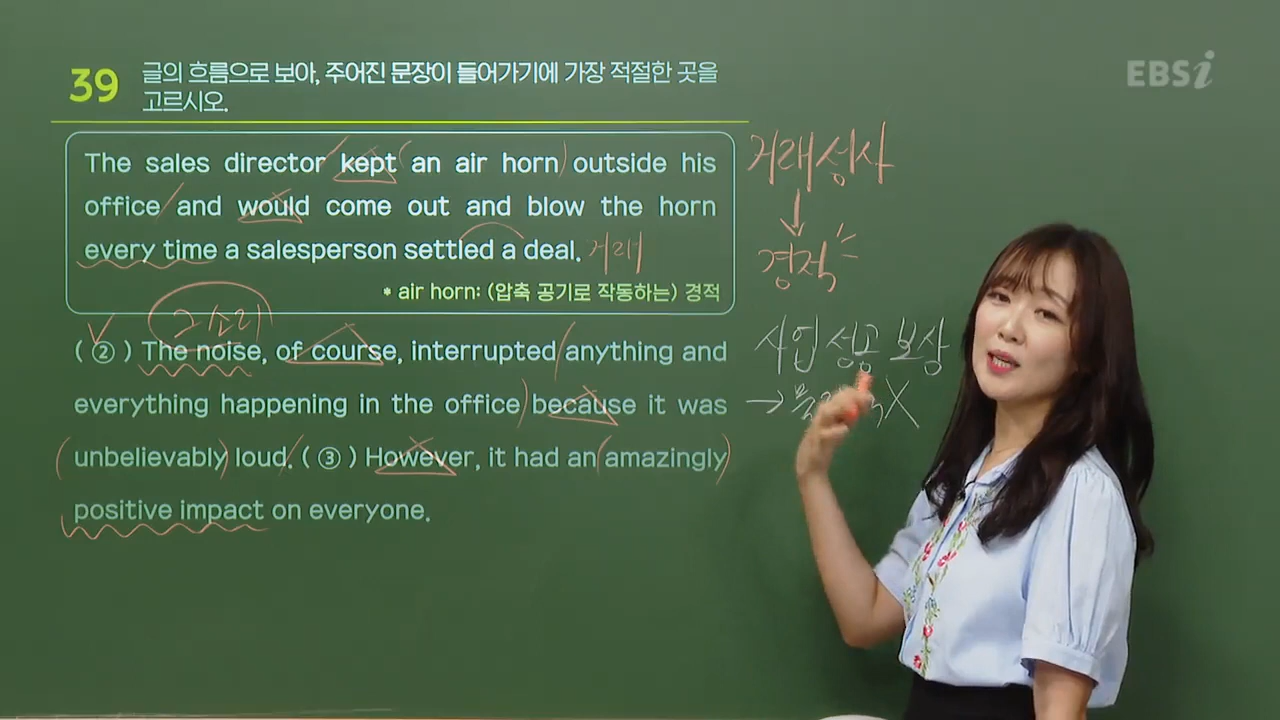 39
글의 흐름으로 보아, 주어진 문장이 들어가기에 가장 적절한 곳을
고르시오.
EBSi
The sales director kept an air horn outside his
office and would come out and blow the horn
every time a salesperson settled a deal. 거래
* air horn: (압축 공기로 작동하는) 경적
거래성사
↓
경적
그 소리
( ② ) The noise, of course, interrupted anything and
everything happening in the office because it was
unbelievably loud. ( ③ ) However, it had an amazingly
positive impact on everyone.
사업 성공 보상
→ X